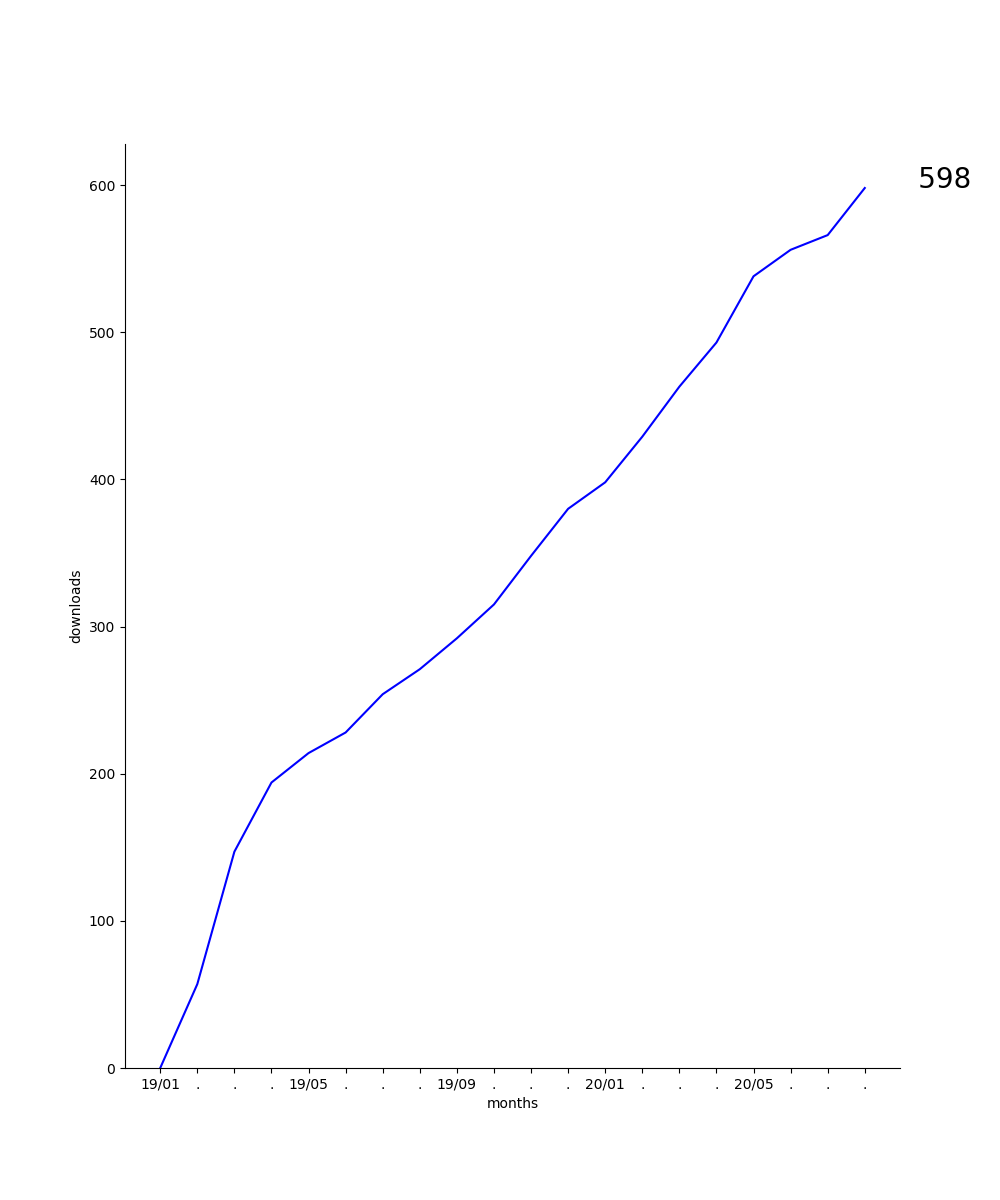 598
600
500
400
300
200
100
0
downloads
19/01 . . . 19/05 . . . 19/09 . . . 20/01 . . . 20/05 . . .
months